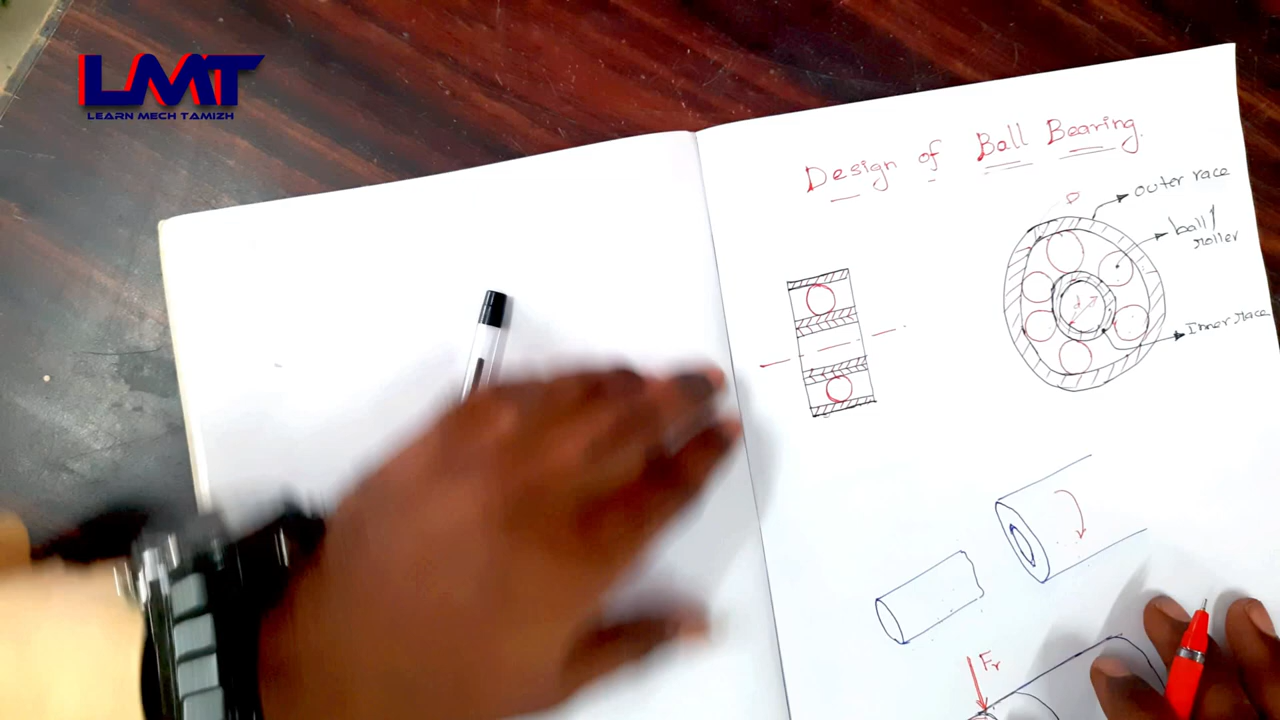 LMT
LEARN MECH TAMIZH
Design of Ball Bearing.
D
outer race
ball/
roller
d
Inner race
Fr